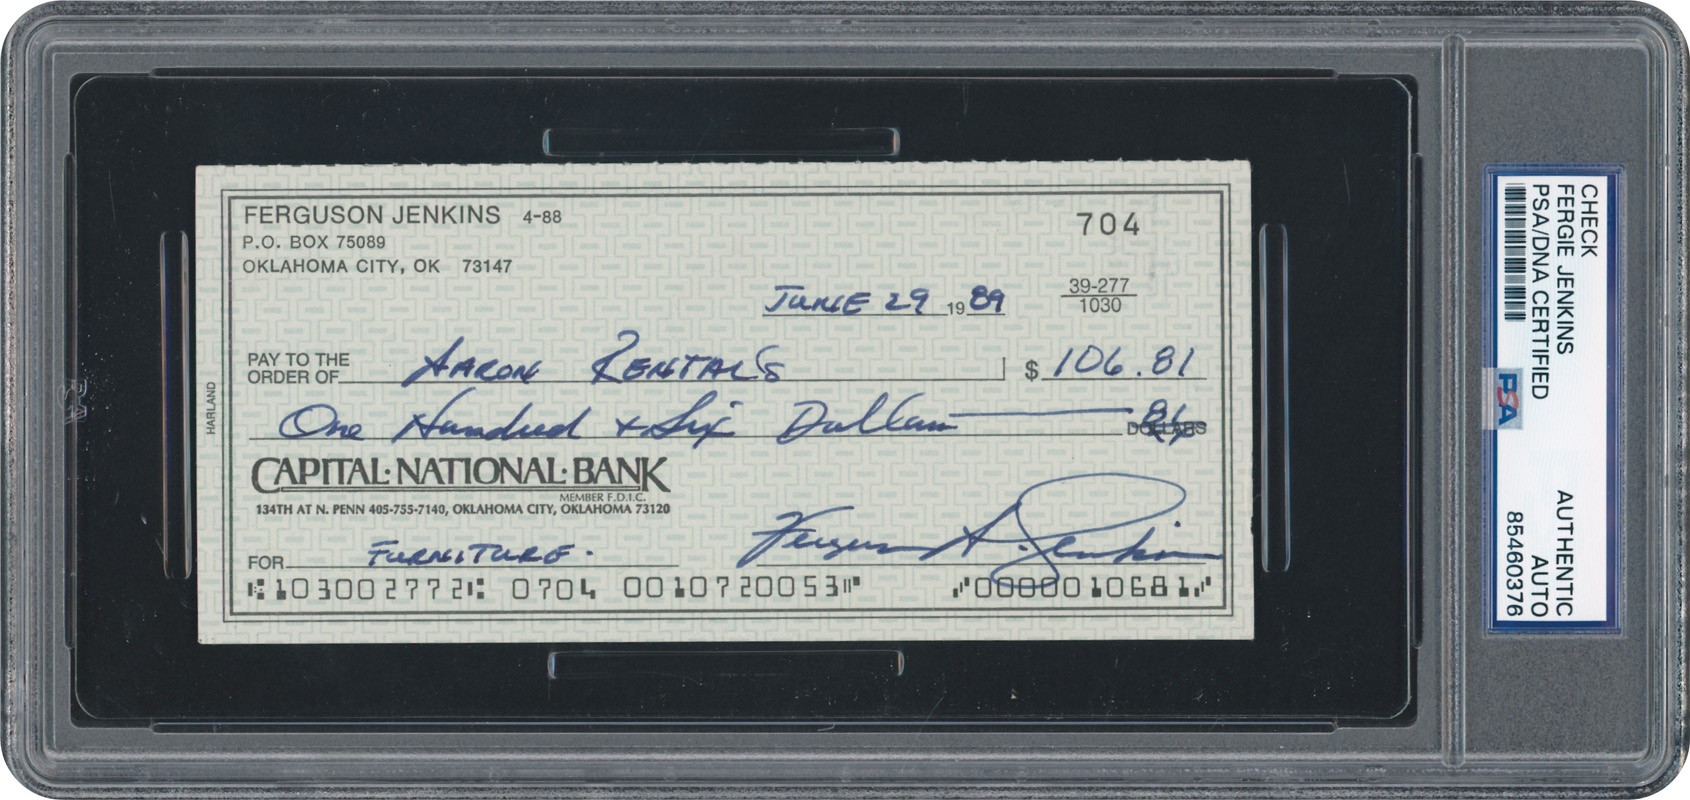 FERGUSON JENKINS 4-88
P.O. BOX 75089
OKLAHOMA CITY, OK 73147
704
JUNE 29 1989
39-277
1030
PAY TO THE
ORDER OF AARON RENTALS $ 106.81
One Hundred + Six Dollars 81
DOLLARS
HARLAND
CAPITAL·NATIONAL·BANK
MEMBER F.D.I.C.
134TH AT N. PENN 405-755-7140, OKLAHOMA CITY, OKLAHOMA 73120
FOR FURNITURE.
Ferguson A. Jenkins
⑆103002772⑆ 0704 0010720053⑈ ⑇0000010681⑇
CHECK
FERGIE JENKINS
PSA/DNA CERTIFIED
PSA
AUTHENTIC
AUTO
85460376